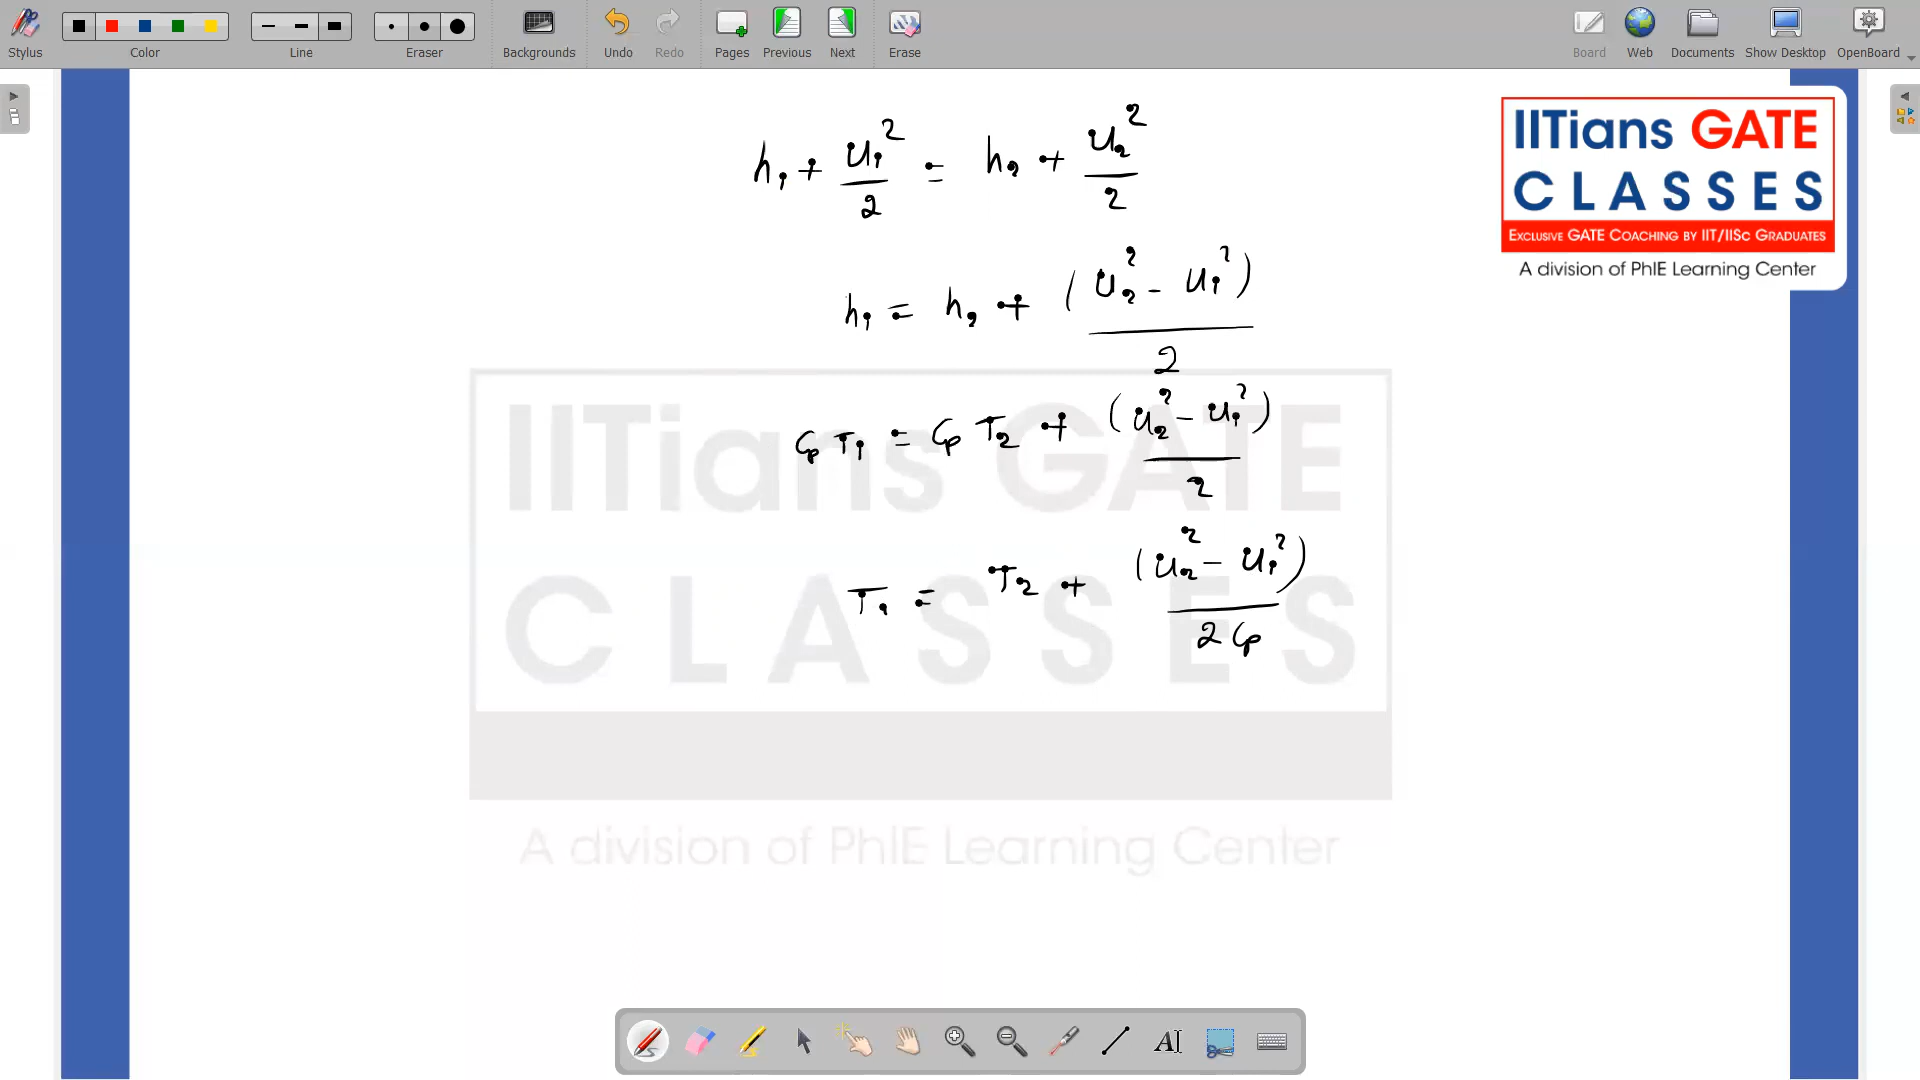 Stylus Color Line Eraser Backgrounds Undo Redo Pages Previous Next Erase Board Web Documents Show Desktop OpenBoard
IITians GATE
CLASSES
EXCLUSIVE GATE COACHING BY IIT/IISC GRADUATES
A division of PhIE Learning Center
h₁ + u₁²/2 = h₂ + u₂²/2
h₁ = h₂ + (u₂² - u₁²)/2
Cp T₁ = Cp T₂ + (u₂² - u₁²)/2
T₁ = T₂ + (u₂² - u₁²)/2Cp
IITians GATE
CLASSES
A division of PhIE Learning Center